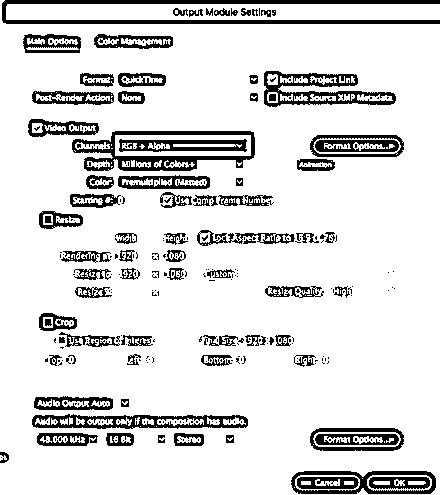 Output Module Settings
Main Options Color Management
Format: QuickTime Include Project Link
Post-Render Action: None Include Source XMP Metadata
Video Output
Channels: RGB + Alpha Format Options...
Depth: Millions of Colors+ Animation
Color: Premultiplied (Matted)
Starting #: 0 Use Comp Frame Number
Resize
Width Height Lock Aspect Ratio to 16:9 (1.78)
Rendering at: 1920 x 1080
Resize to: 1920 x 1080 Custom
Resize %: x Resize Quality: High
Crop
Use Region of Interest Final Size: 1920 x 1080
Top: 0 Left: 0 Bottom: 0 Right: 0
Audio Output Auto
Audio will be output only if the composition has audio.
48.000 kHz 16 Bit Stereo Format Options...
Cancel OK